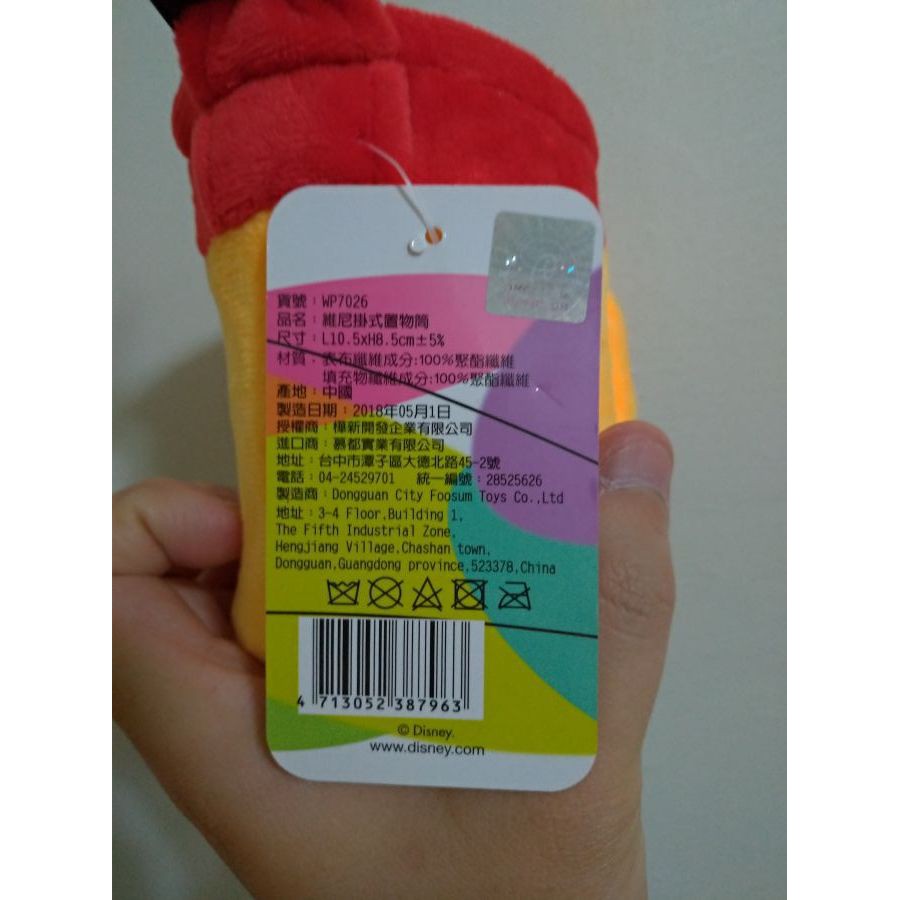 貨號：WP7026
品名：維尼掛式置物筒
尺寸：L10.5xH8.5cm±5%
材質：表布纖維成分:100%聚酯纖維
填充物纖維成分:100%聚酯纖維
產地：中國
製造日期：2018年05月1日
授權商：樺新開發企業有限公司
進口商：慕都實業有限公司
地址：台中市潭子區大德北路45-2號
電話：04-24529701 統一編號：28525626
製造商：Dongguan City Foosum Toys Co.,Ltd
地址：3-4 Floor,Building 1,
The Fifth Industrial Zone,
Hengjiang Village,Chashan town,
Dongguan,Guangdong province,523378,China
4 713052 387963
© Disney.
www.disney.com